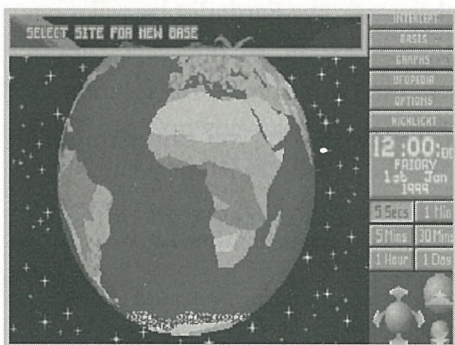 SELECT SITE FOR NEW BASE
INTERCEPT
BASES
GRAPHS
UFOPEDIA
OPTIONS
12:00:00
FRIDAY
1st Jan
1999
5 Secs 1 Min
5 Mins 30 Mins
1 Hour 1 Day